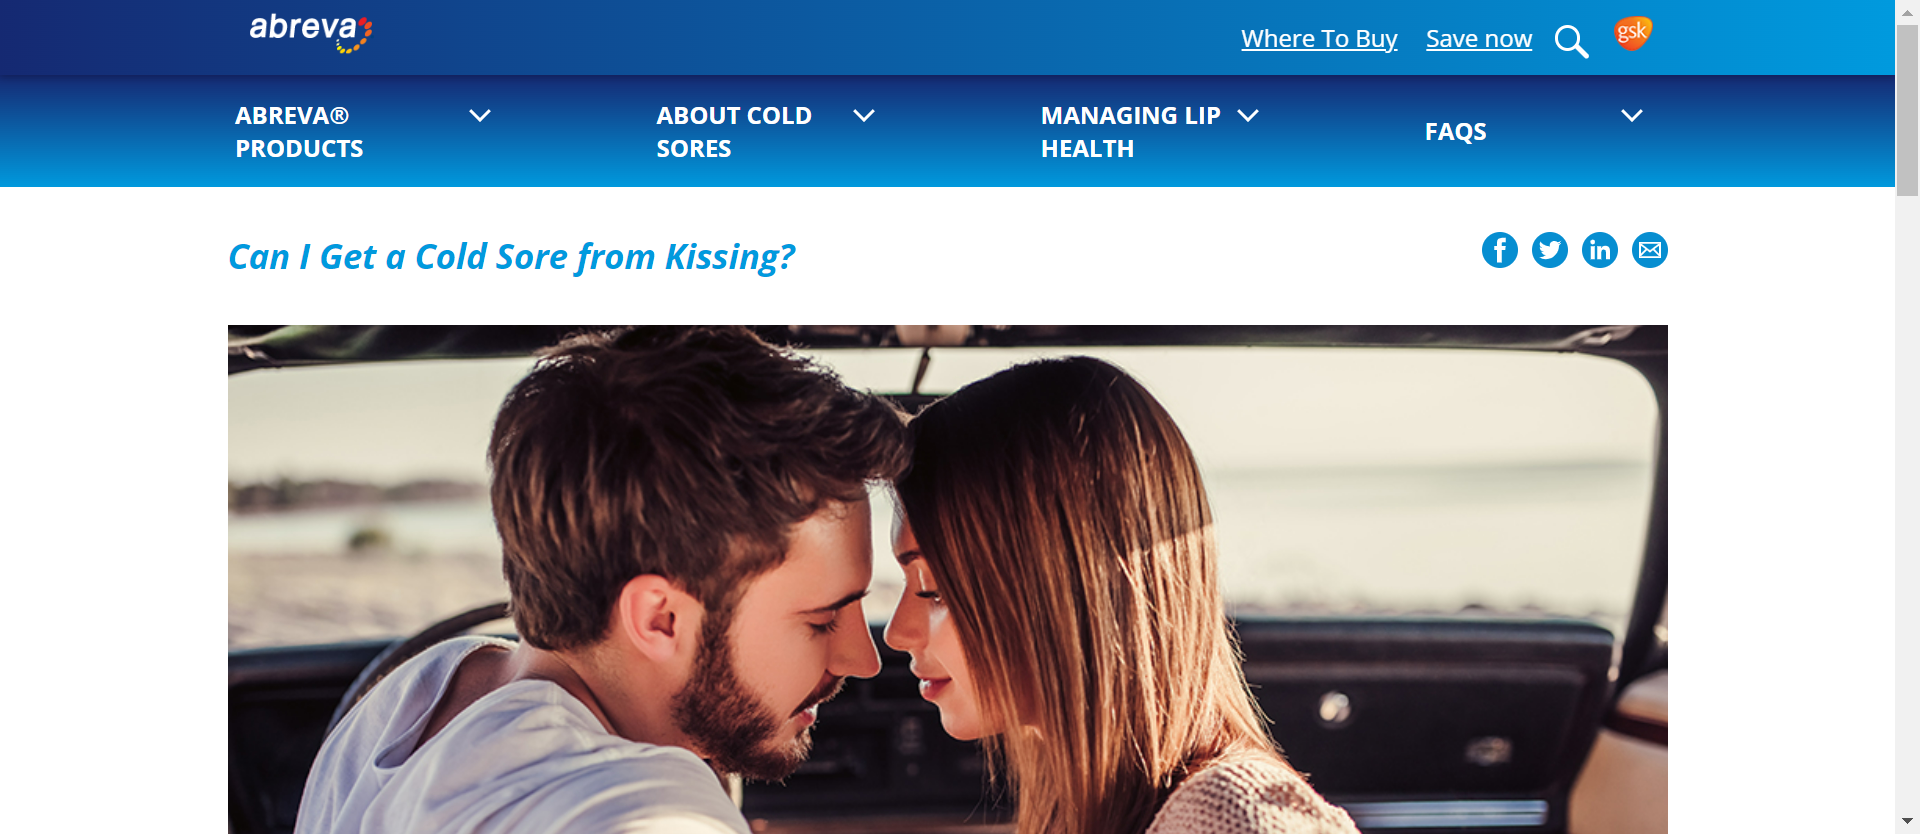 abreva
Where To Buy
Save now
gsk
ABREVA®
PRODUCTS
ABOUT COLD
SORES
MANAGING LIP
HEALTH
FAQS
Can I Get a Cold Sore from Kissing?